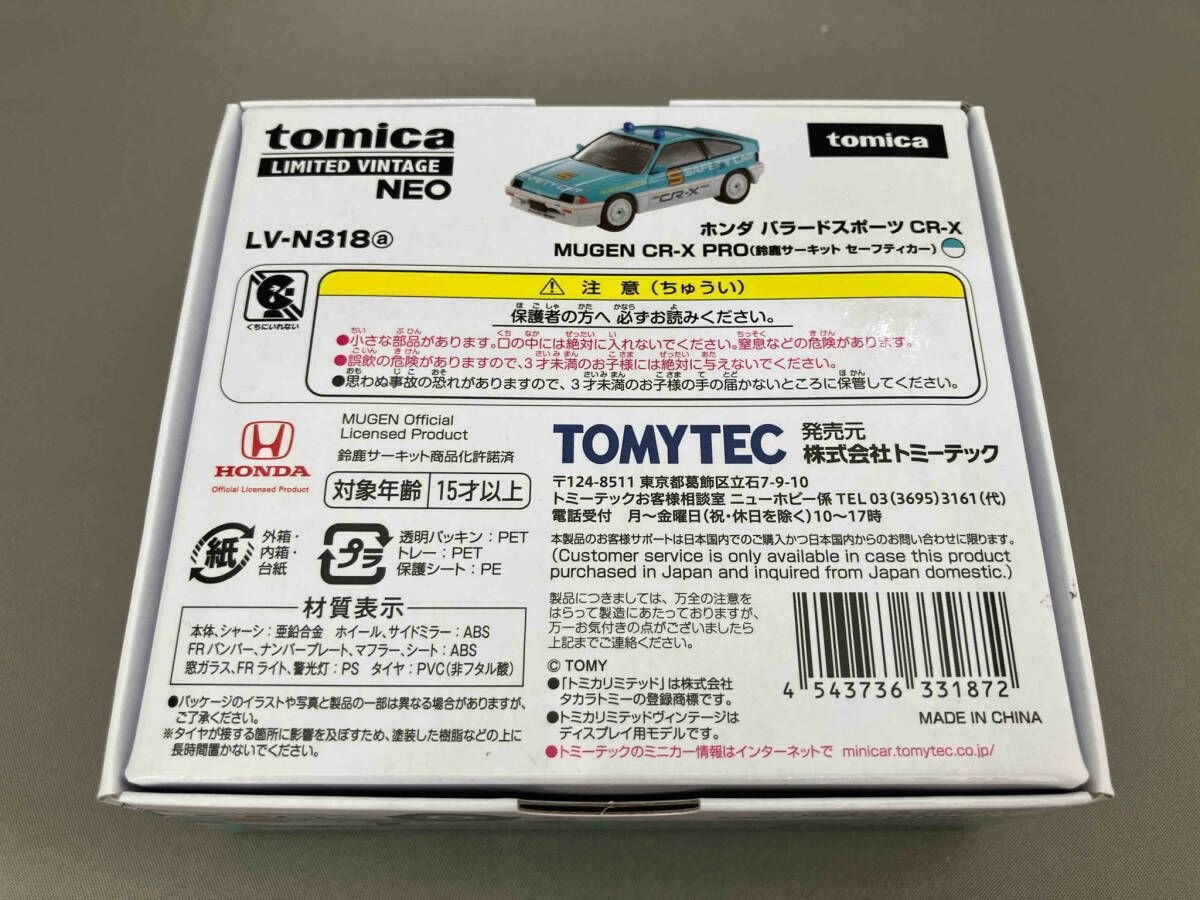 tomica
LIMITED VINTAGE
NEO
LV-N318ⓐ
SAFETY CAR
CR-X
tomica
ホンダ バラードスポーツ CR-X
MUGEN CR-X PRO(鈴鹿サーキット セーフティカー)
くちにいれない
⚠ 注 意 (ちゅうい)
保護者の方へ 必ずお読みください。
●小さな部品があります。口の中には絶対に入れないでください。窒息などの危険があります。
●誤飲の危険がありますので、3才未満のお子様には絶対に与えないでください。
●思わぬ事故の恐れがありますので、3才未満のお子様の手の届かないところに保管してください。
HONDA
Official Licensed Product
MUGEN Official
Licensed Product
鈴鹿サーキット商品化許諾済
対象年齢 15才以上
TOMYTEC
発売元
株式会社トミーテック
〒124-8511 東京都葛飾区立石7-9-10
トミーテックお客様相談室 ニューホビー係 TEL 03(3695)3161(代)
電話受付 月〜金曜日(祝・休日を除く)10〜17時
本製品のお客様サポートは日本国内でのご購入かつ日本国内からのお問い合わせに限ります。
(Customer service is only available in case this product
purchased in Japan and inquired from Japan domestic.)
紙
外箱・
内箱・
台紙
プラ
透明パッキン:PET
トレー:PET
保護シート:PE
材質表示
本体、シャーシ:亜鉛合金 ホイール、サイドミラー:ABS
FRバンパー、ナンバープレート、マフラー、シート:ABS
窓ガラス、FRライト、警光灯:PS タイヤ:PVC(非フタル酸)
●パッケージのイラストや写真と製品の一部は異なる場合がありますが、
ご了承ください。
※タイヤが接する箇所に影響を及ぼすため、塗装した樹脂などの上に
長時間置かないでください。
製品につきましては、万全の注意を
はらって製造にあたっておりますが、
万一お気付きの点がございましたら
上記までご連絡ください。
© TOMY
●「トミカリミテッド」は株式会社
タカラトミーの登録商標です。
●トミカリミテッドヴィンテージは
ディスプレイ用モデルです。
●トミーテックのミニカー情報はインターネットで minicar.tomytec.co.jp/
4 543736 331872
MADE IN CHINA